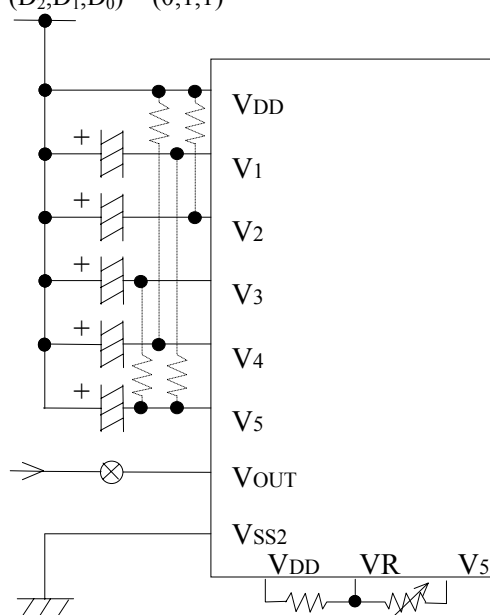 (D2,D1,D0) (0,1,1)
VDD
+
V1
+
V2
+
V3
+
V4
+
V5
VOUT
VSS2
VDD VR V5